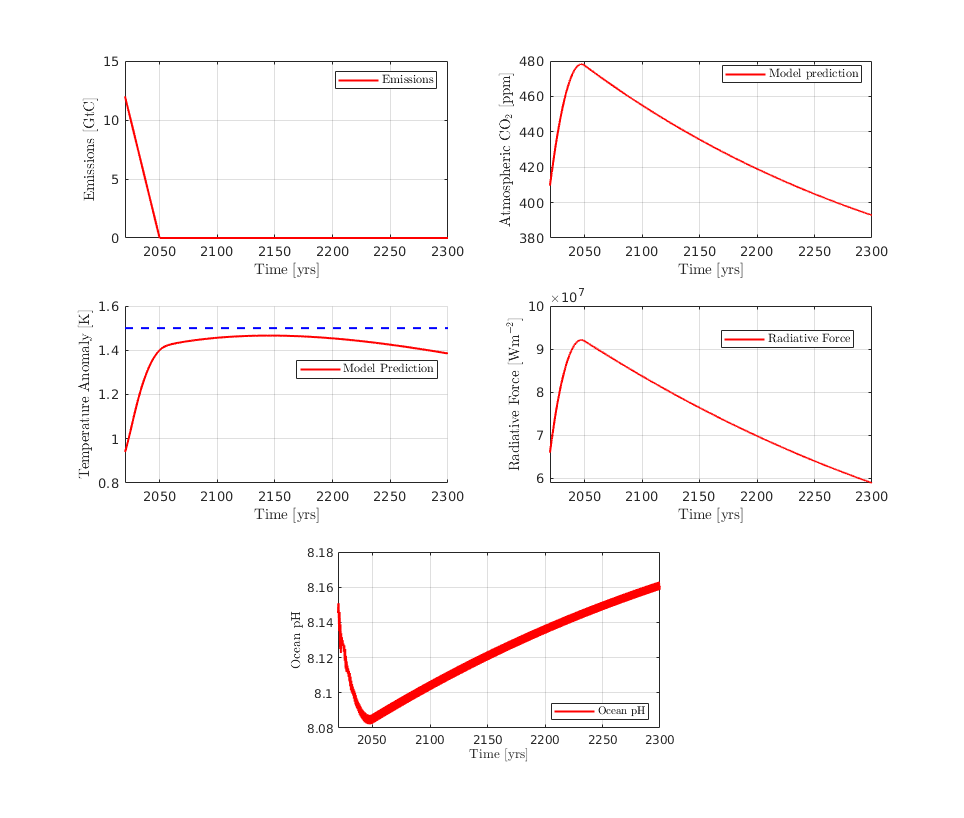 15
10
5
0
Emissions [GtC]
Emissions
2050 2100 2150 2200 2250 2300
Time [yrs]
480
460
440
420
400
380
Atmospheric CO₂ [ppm]
Model prediction
2050 2100 2150 2200 2250 2300
Time [yrs]
1.6
1.4
1.2
1
0.8
Temperature Anomaly [K]
Model Prediction
2050 2100 2150 2200 2250 2300
Time [yrs]
×10⁷
10
9
8
7
6
Radiative Force [Wm⁻²]
Radiative Force
2050 2100 2150 2200 2250 2300
Time [yrs]
8.18
8.16
8.14
8.12
8.1
8.08
Ocean pH
Ocean pH
2050 2100 2150 2200 2250 2300
Time [yrs]